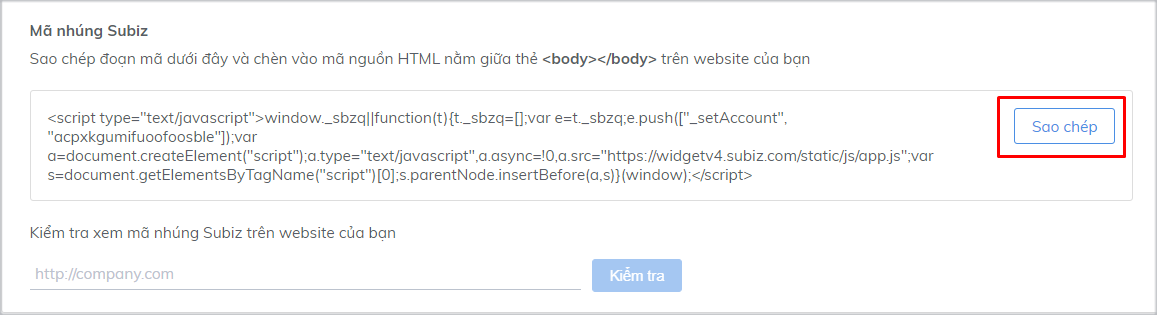 Mã nhúng Subiz
Sao chép đoạn mã dưới đây và chèn vào mã nguồn HTML nằm giữa thẻ <body></body> trên website của bạn
<script type="text/javascript">window._sbzq||function(t){t._sbzq=[];var e=t._sbzq;e.push(["_setAccount",
"acpxkgumifuoofoosble"]);var
a=document.createElement("script");a.type="text/javascript",a.async=!0,a.src="https://widgetv4.subiz.com/static/js/app.js";var
s=document.getElementsByTagName("script")[0];s.parentNode.insertBefore(a,s)}(window);</script>
Sao chép
Kiểm tra xem mã nhúng Subiz trên website của bạn
http://company.com
Kiểm tra